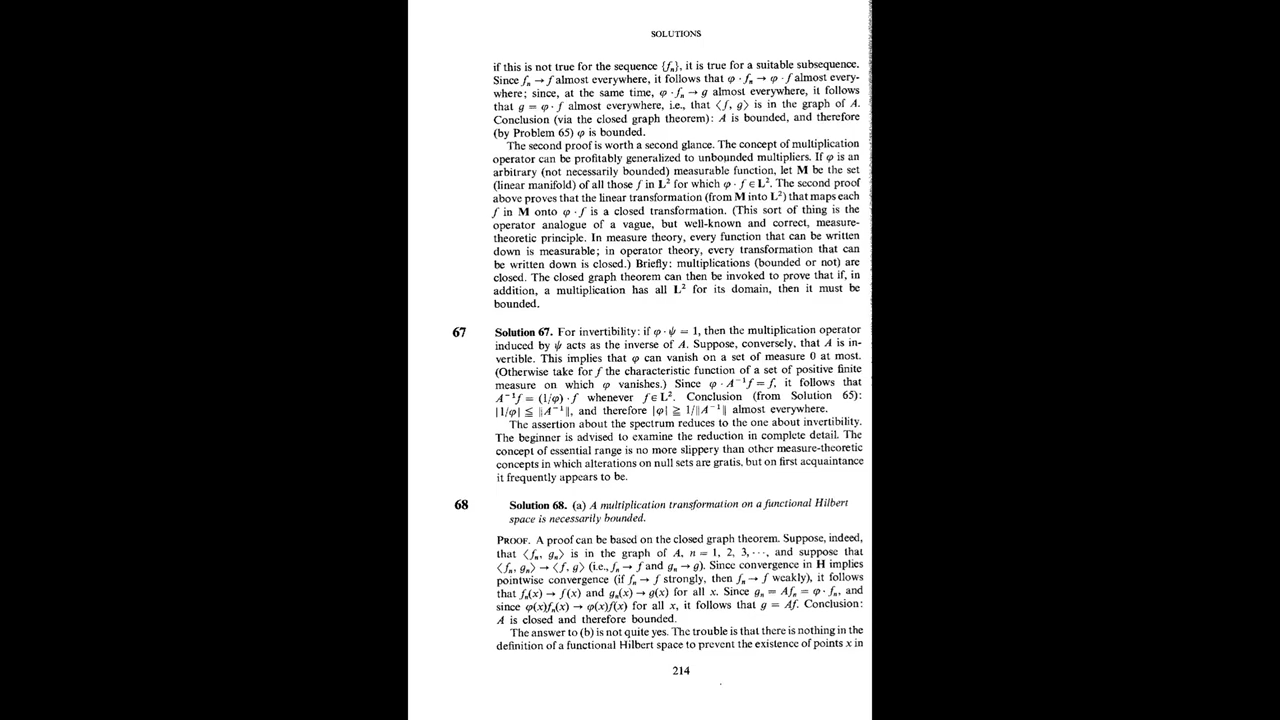 SOLUTIONS
if this is not true for the sequence {fₙ}, it is true for a suitable subsequence.
Since fₙ → f almost everywhere, it follows that φ · fₙ → φ · f almost every-
where; since, at the same time, φ · fₙ → g almost everywhere, it follows
that g = φ · f almost everywhere, i.e., that ⟨f, g⟩ is in the graph of A.
Conclusion (via the closed graph theorem): A is bounded, and therefore
(by Problem 65) φ is bounded.
The second proof is worth a second glance. The concept of multiplication
operator can be profitably generalized to unbounded multipliers. If φ is an
arbitrary (not necessarily bounded) measurable function, let M be the set
(linear manifold) of all those f in L² for which φ · f ∈ L². The second proof
above proves that the linear transformation (from M into L²) that maps each
f in M onto φ · f is a closed transformation. (This sort of thing is the
operator analogue of a vague, but well-known and correct, measure-
theoretic principle. In measure theory, every function that can be written
down is measurable; in operator theory, every transformation that can
be written down is closed.) Briefly: multiplications (bounded or not) are
closed. The closed graph theorem can then be invoked to prove that if, in
addition, a multiplication has all L² for its domain, then it must be
bounded.
67 Solution 67. For invertibility: if φ · ψ = 1, then the multiplication operator
induced by ψ acts as the inverse of A. Suppose, conversely, that A is in-
vertible. This implies that φ can vanish on a set of measure 0 at most.
(Otherwise take for f the characteristic function of a set of positive finite
measure on which φ vanishes.) Since φ · A⁻¹f = f, it follows that
A⁻¹f = (1/φ) · f whenever f ∈ L². Conclusion (from Solution 65):
|1/φ| ≦ ‖A⁻¹‖, and therefore |φ| ≧ 1/‖A⁻¹‖ almost everywhere.
The assertion about the spectrum reduces to the one about invertibility.
The beginner is advised to examine the reduction in complete detail. The
concept of essential range is no more slippery than other measure-theoretic
concepts in which alterations on null sets are gratis, but on first acquaintance
it frequently appears to be.
68 Solution 68. (a) A multiplication transformation on a functional Hilbert
space is necessarily bounded.
PROOF. A proof can be based on the closed graph theorem. Suppose, indeed,
that ⟨fₙ, gₙ⟩ is in the graph of A, n = 1, 2, 3, ···, and suppose that
⟨fₙ, gₙ⟩ → ⟨f, g⟩ (i.e., fₙ → f and gₙ → g). Since convergence in H implies
pointwise convergence (if fₙ → f strongly, then fₙ → f weakly), it follows
that fₙ(x) → f(x) and gₙ(x) → g(x) for all x. Since gₙ = Afₙ = φ · fₙ, and
since φ(x)fₙ(x) → φ(x)f(x) for all x, it follows that g = Af. Conclusion:
A is closed and therefore bounded.
The answer to (b) is not quite yes. The trouble is that there is nothing in the
definition of a functional Hilbert space to prevent the existence of points x in
214